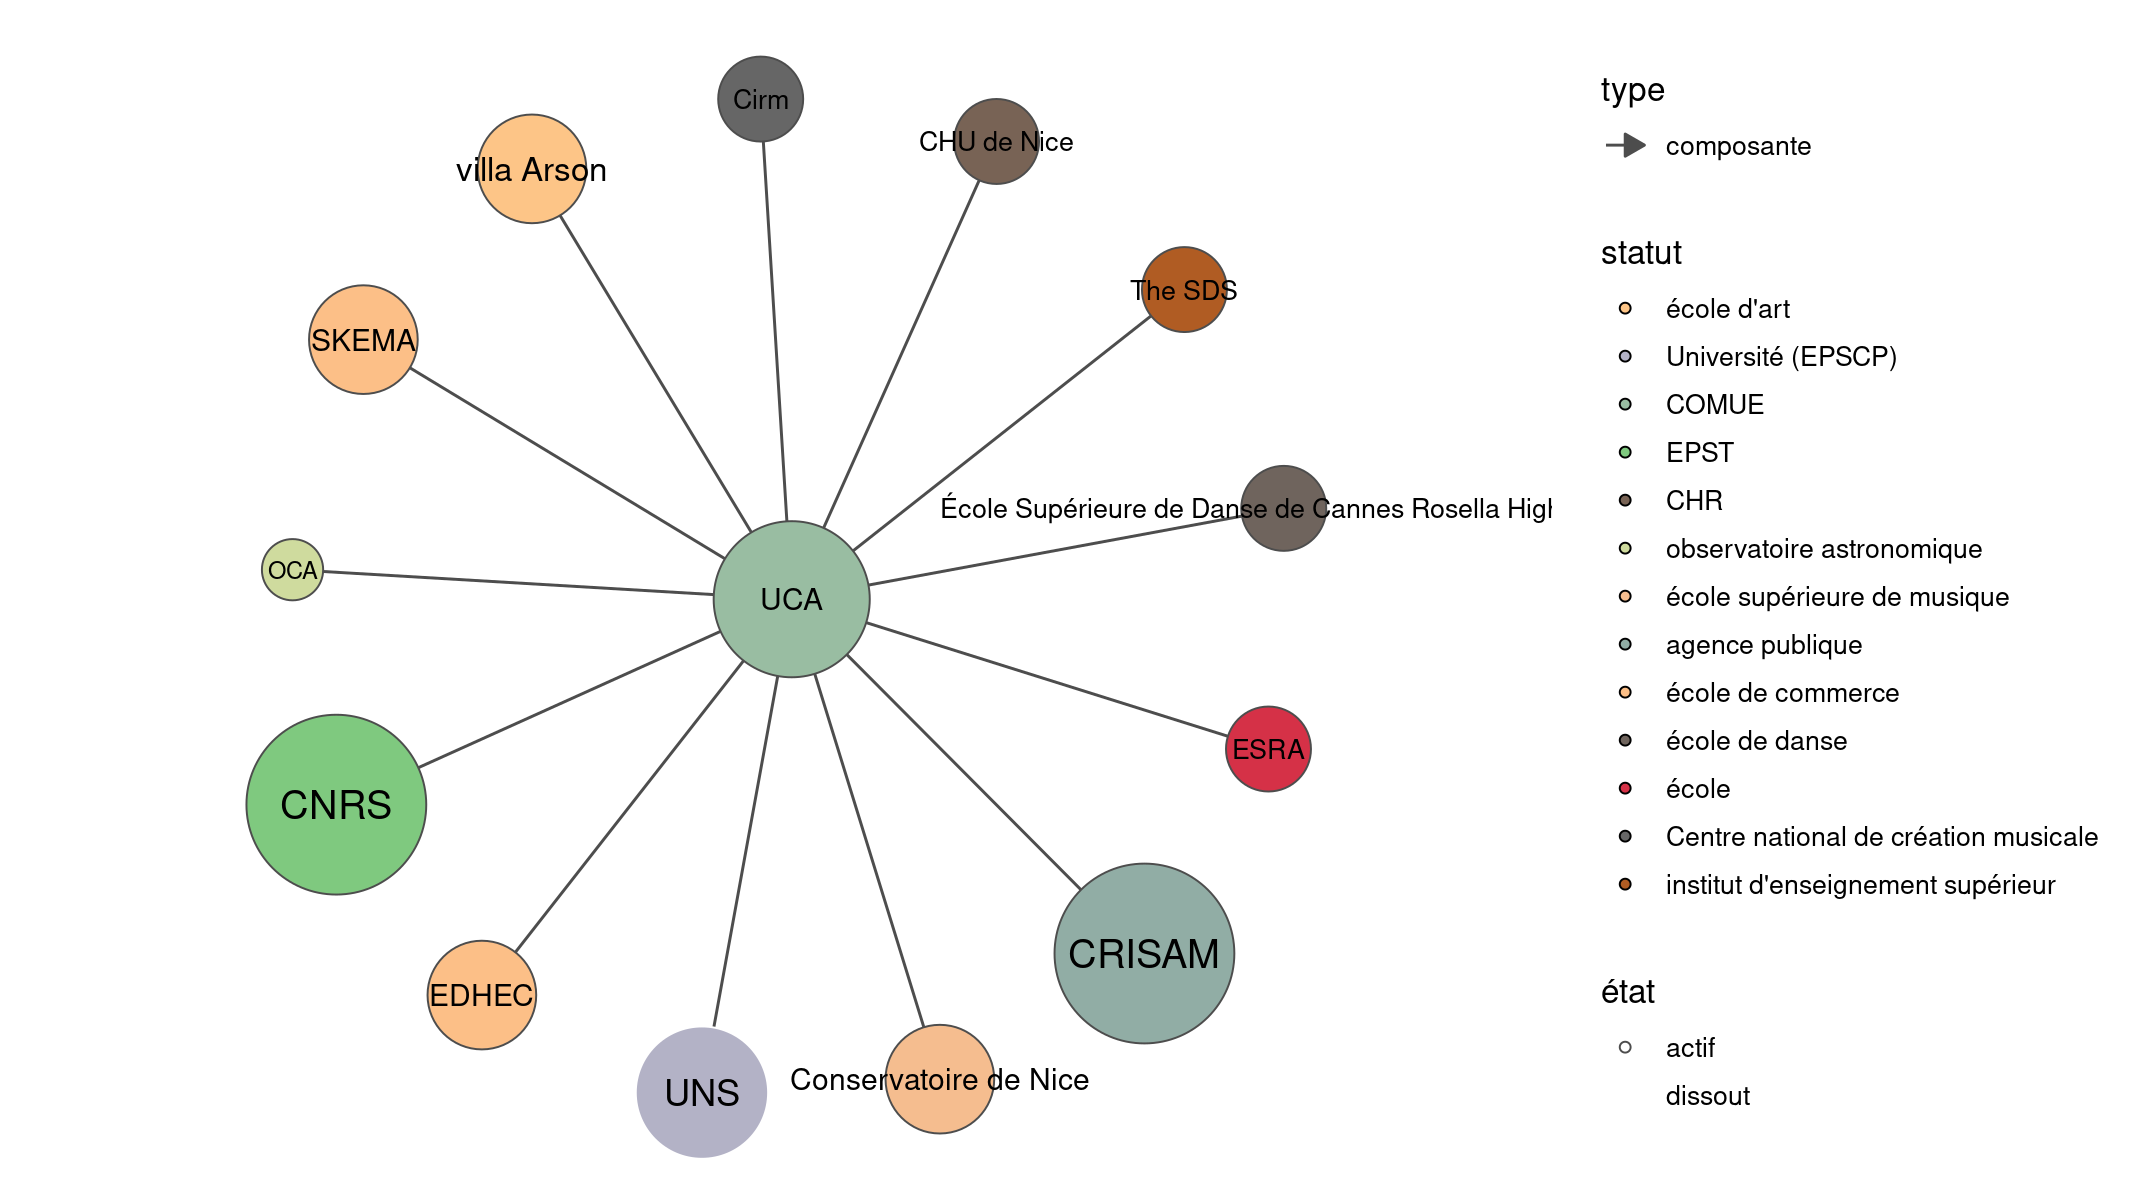 Cirm
CHU de Nice
villa Arson
The SDS
SKEMA
École Supérieure de Danse de Cannes Rosella
OCA
UCA
ESRA
CNRS
CRISAM
EDHEC
Conservatoire de Nice
UNS
type
composante
statut
école d'art
Université (EPSCP)
COMUE
EPST
CHR
observatoire astronomique
école supérieure de musique
agence publique
école de commerce
école de danse
école
Centre national de création musicale
institut d'enseignement supérieur
état
actif
dissout